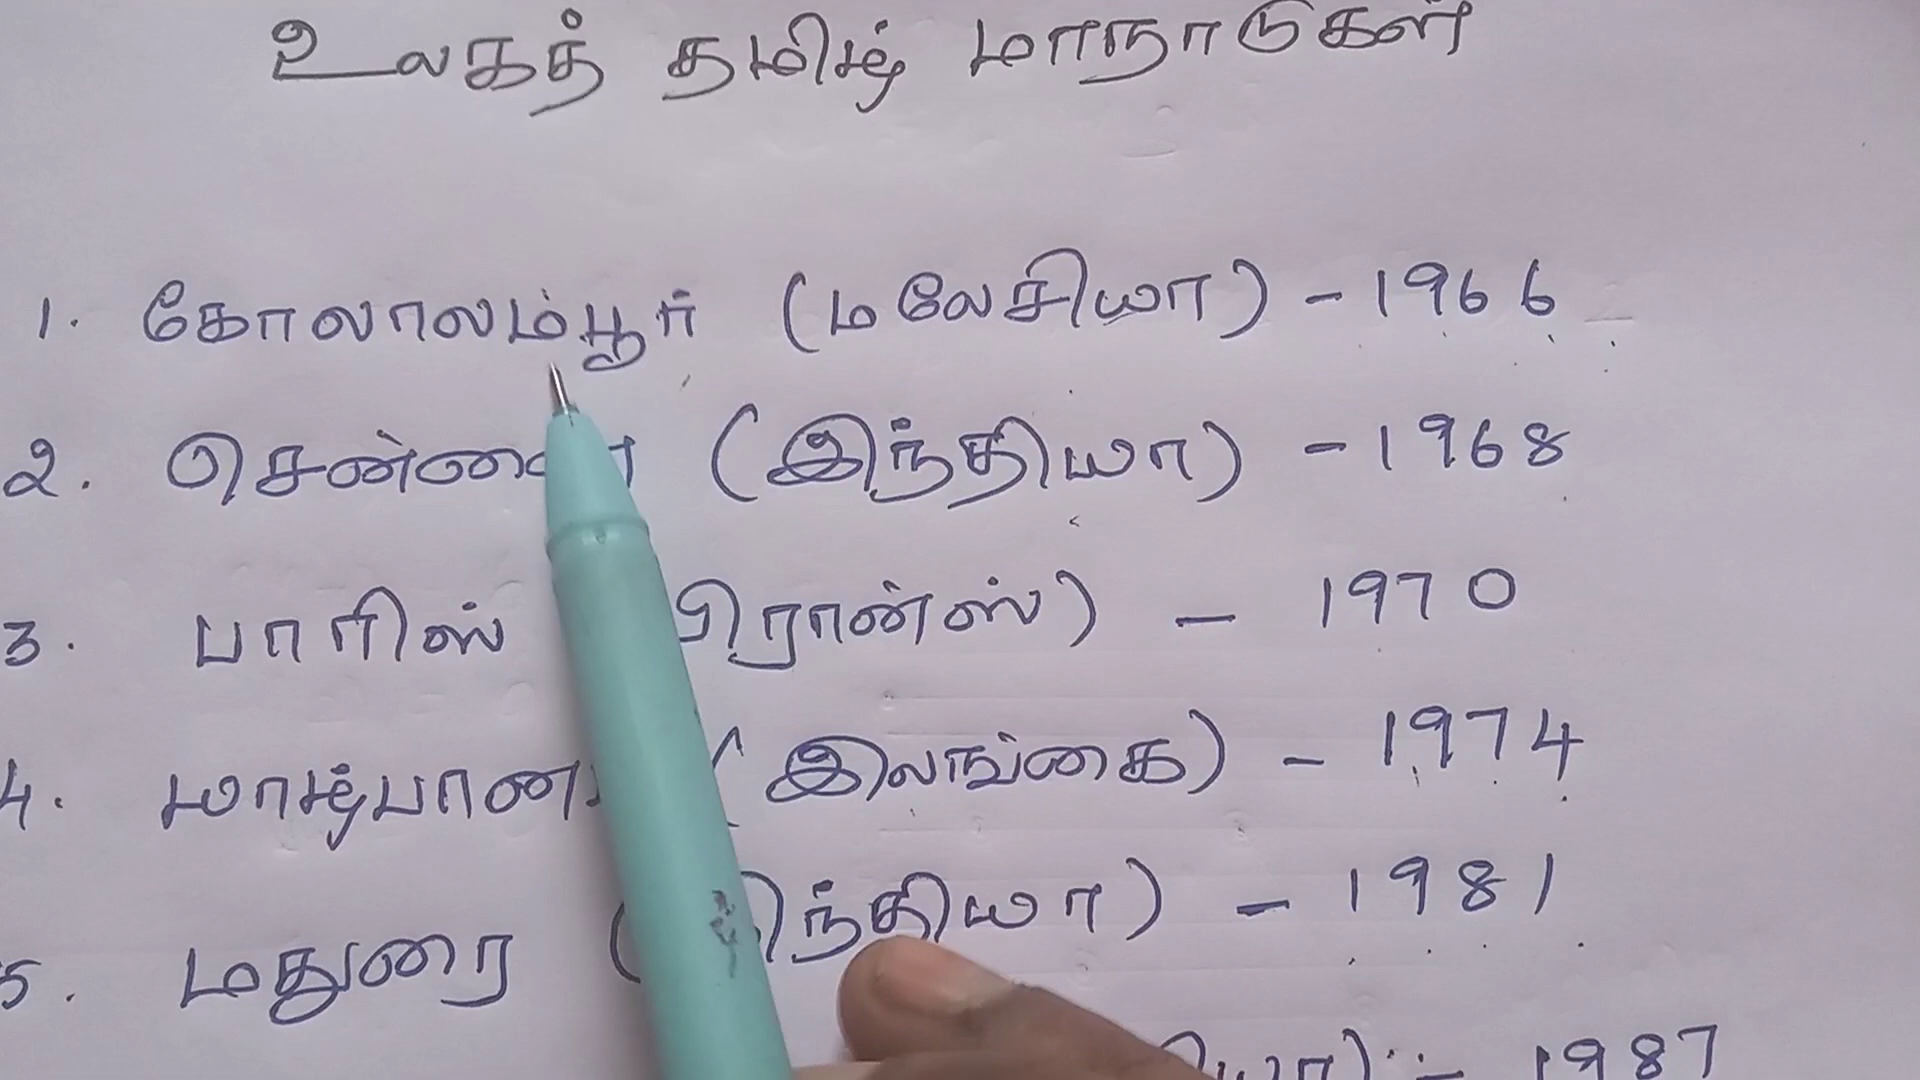 உலகத் தமிழ் மாநாடுகள்
1. கோலாலம்பூர் (மலேசியா) - 1966
2. சென்னை (இந்தியா) - 1968
3. பாரிஸ் பிரான்ஸ்) - 1970
4. யாழ்பாண (இலங்கை) - 1974
5. மதுரை (இந்தியா) - 1981
- 1987